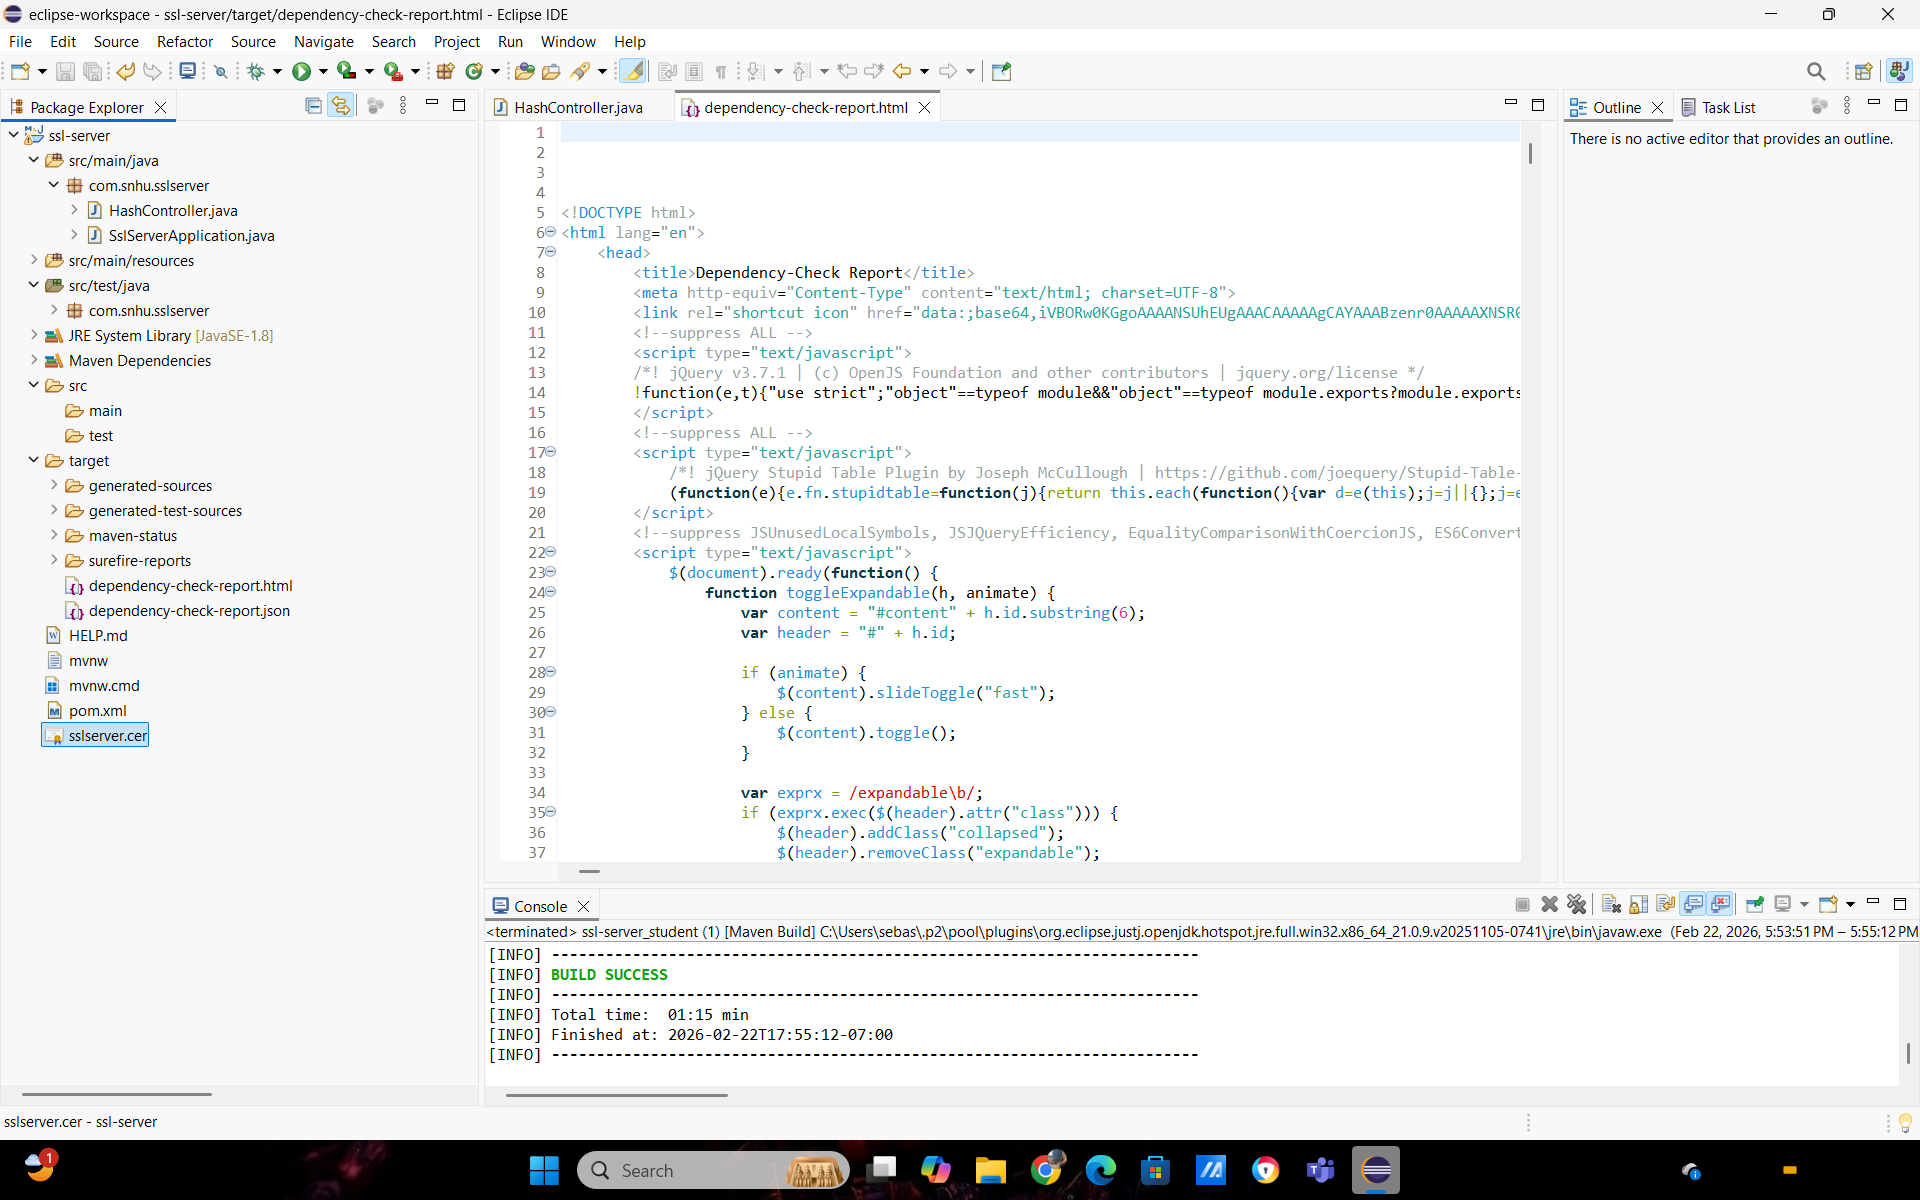 eclipse-workspace - ssl-server/target/dependency-check-report.html - Eclipse IDE
File Edit Source Refactor Source Navigate Search Project Run Window Help
Package Explorer
ssl-server
src/main/java
com.snhu.sslserver
HashController.java
SslServerApplication.java
src/main/resources
src/test/java
com.snhu.sslserver
JRE System Library [JavaSE-1.8]
Maven Dependencies
src
main
test
target
generated-sources
generated-test-sources
maven-status
surefire-reports
dependency-check-report.html
dependency-check-report.json
HELP.md
mvnw
mvnw.cmd
pom.xml
sslserver.cer
HashController.java dependency-check-report.html
1
2
3
4
5 <!DOCTYPE html>
6 <html lang="en">
7 <head>
8 <title>Dependency-Check Report</title>
9 <meta http-equiv="Content-Type" content="text/html; charset=UTF-8">
10 <link rel="shortcut icon" href="data:;base64,iVBORw0KGgoAAAANSUhEUgAAACAAAAAgCAYAAABzenr0AAAAAXNSR0
11 <!--suppress ALL -->
12 <script type="text/javascript">
13 /*! jQuery v3.7.1 | (c) OpenJS Foundation and other contributors | jquery.org/license */
14 !function(e,t){"use strict";"object"==typeof module&&"object"==typeof module.exports?module.exports
15 </script>
16 <!--suppress ALL -->
17 <script type="text/javascript">
18 /*! jQuery Stupid Table Plugin by Joseph McCullough | https://github.com/joequery/Stupid-Table-
19 (function(e){e.fn.stupidtable=function(j){return this.each(function(){var d=e(this);j=j||{};j=e
20 </script>
21 <!--suppress JSUnusedLocalSymbols, JSJQueryEfficiency, EqualityComparisonWithCoercionJS, ES6Convert
22 <script type="text/javascript">
23 $(document).ready(function() {
24 function toggleExpandable(h, animate) {
25 var content = "#content" + h.id.substring(6);
26 var header = "#" + h.id;
27
28 if (animate) {
29 $(content).slideToggle("fast");
30 } else {
31 $(content).toggle();
32 }
33
34 var exprx = /expandable\b/;
35 if (exprx.exec($(header).attr("class"))) {
36 $(header).addClass("collapsed");
37 $(header).removeClass("expandable");
Outline Task List
There is no active editor that provides an outline.
Console
<terminated> ssl-server_student (1) [Maven Build] C:\Users\sebas\.p2\pool\plugins\org.eclipse.justj.openjdk.hotspot.jre.full.win32.x86_64_21.0.9.v20251105-0741\jre\bin\javaw.exe (Feb 22, 2026, 5:53:51 PM – 5:55:12 PM
[INFO] ------------------------------------------------------------------------
[INFO] BUILD SUCCESS
[INFO] ------------------------------------------------------------------------
[INFO] Total time:  01:15 min
[INFO] Finished at: 2026-02-22T17:55:12-07:00
[INFO] ------------------------------------------------------------------------
sslserver.cer - ssl-server
1
Search